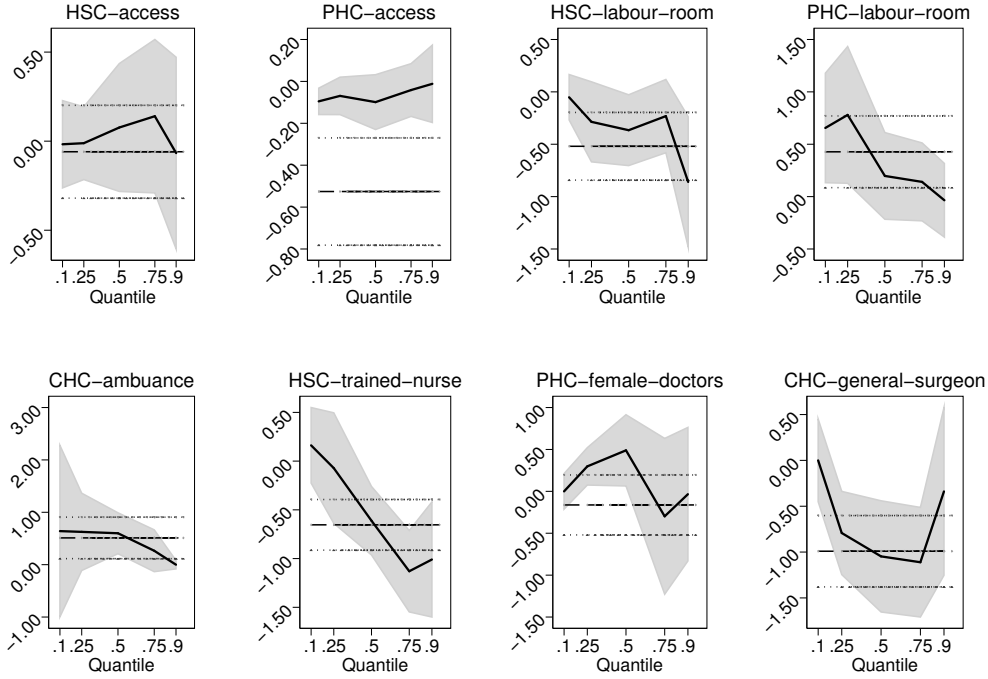 HSC−access
0.50
0.00
−0.50
.1.25 .5 .75.9
Quantile
PHC−access
0.20
0.00
−0.20
−0.40
−0.60
−0.80
.1.25 .5 .75.9
Quantile
HSC−labour−room
0.50
0.00
−0.50
−1.00
−1.50
.1.25 .5 .75.9
Quantile
PHC−labour−room
1.50
1.00
0.50
0.00
−0.50
.1.25 .5 .75.9
Quantile
CHC−ambuance
3.00
2.00
1.00
0.00
−1.00
.1.25 .5 .75.9
Quantile
HSC−trained−nurse
0.50
0.00
−0.50
−1.00
−1.50
.1.25 .5 .75.9
Quantile
PHC−female−doctors
1.00
0.50
0.00
−0.50
−1.00
−1.50
.1.25 .5 .75.9
Quantile
CHC−general−surgeon
0.50
0.00
−0.50
−1.00
−1.50
.1.25 .5 .75.9
Quantile